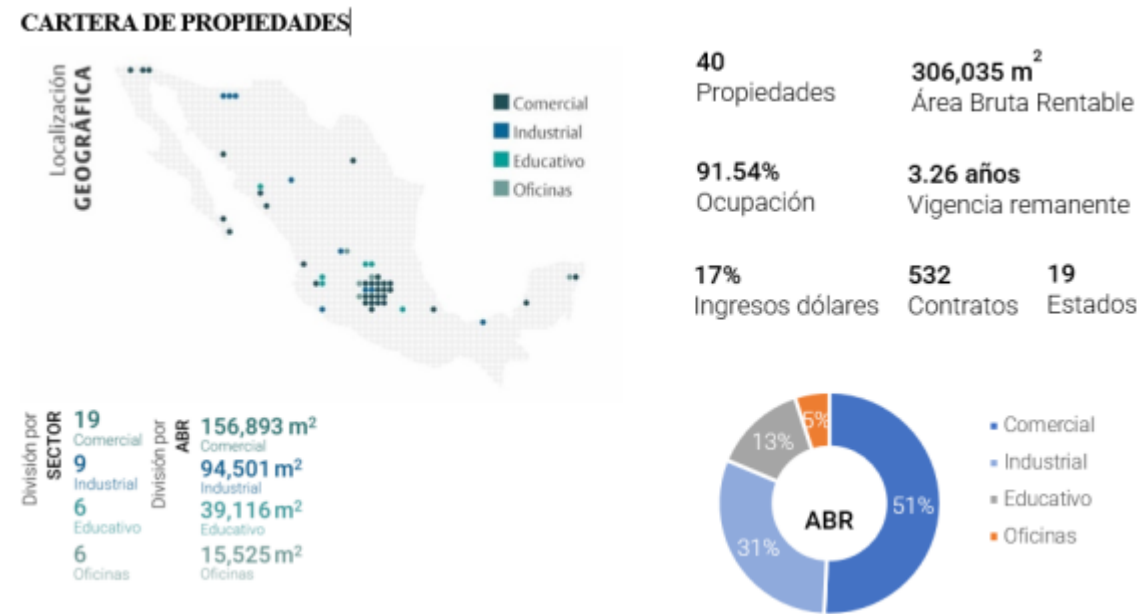 CARTERA DE PROPIEDADES
Localización
GEOGRÁFICA
Comercial
Industrial
Educativo
Oficinas
40
Propiedades
306,035 m²
Área Bruta Rentable
91.54%
Ocupación
3.26 años
Vigencia remanente
17%
Ingresos dólares
532
Contratos
19
Estados
División por
SECTOR
19
Comercial
9
Industrial
6
Educativo
6
Oficinas
División por
ABR
156,893 m²
Comercial
94,501 m²
Industrial
39,116 m²
Educativo
15,525 m²
Oficinas
5%
13%
51%
31%
ABR
Comercial
Industrial
Educativo
Oficinas